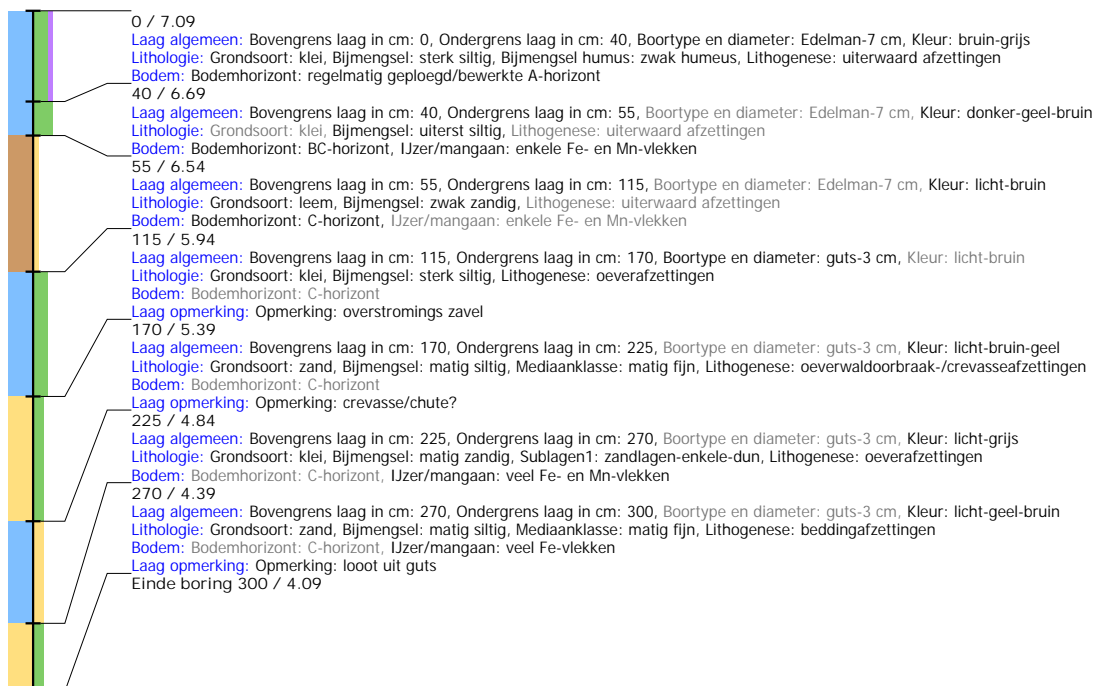 0 / 7.09
Laag algemeen: Bovengrens laag in cm: 0, Ondergrens laag in cm: 40, Boortype en diameter: Edelman-7 cm, Kleur: bruin-grijs
Lithologie: Grondsoort: klei, Bijmengsel: sterk siltig, Bijmengsel humus: zwak humeus, Lithogenese: uiterwaard afzettingen
Bodem: Bodemhorizont: regelmatig geploegd/bewerkte A-horizont
40 / 6.69
Laag algemeen: Bovengrens laag in cm: 40, Ondergrens laag in cm: 55, Boortype en diameter: Edelman-7 cm, Kleur: donker-geel-bruin
Lithologie: Grondsoort: klei, Bijmengsel: uiterst siltig, Lithogenese: uiterwaard afzettingen
Bodem: Bodemhorizont: BC-horizont, IJzer/mangaan: enkele Fe- en Mn-vlekken
55 / 6.54
Laag algemeen: Bovengrens laag in cm: 55, Ondergrens laag in cm: 115, Boortype en diameter: Edelman-7 cm, Kleur: licht-bruin
Lithologie: Grondsoort: leem, Bijmengsel: zwak zandig, Lithogenese: uiterwaard afzettingen
Bodem: Bodemhorizont: C-horizont, IJzer/mangaan: enkele Fe- en Mn-vlekken
115 / 5.94
Laag algemeen: Bovengrens laag in cm: 115, Ondergrens laag in cm: 170, Boortype en diameter: guts-3 cm, Kleur: licht-bruin
Lithologie: Grondsoort: klei, Bijmengsel: sterk siltig, Lithogenese: oeverafzettingen
Bodem: Bodemhorizont: C-horizont
Laag opmerking: Opmerking: overstromings zavel
170 / 5.39
Laag algemeen: Bovengrens laag in cm: 170, Ondergrens laag in cm: 225, Boortype en diameter: guts-3 cm, Kleur: licht-bruin-geel
Lithologie: Grondsoort: zand, Bijmengsel: matig siltig, Mediaanklasse: matig fijn, Lithogenese: oeverwaldoorbraak-/crevasseafzettingen
Bodem: Bodemhorizont: C-horizont
Laag opmerking: Opmerking: crevasse/chute?
225 / 4.84
Laag algemeen: Bovengrens laag in cm: 225, Ondergrens laag in cm: 270, Boortype en diameter: guts-3 cm, Kleur: licht-grijs
Lithologie: Grondsoort: klei, Bijmengsel: matig zandig, Sublagen1: zandlagen-enkele-dun, Lithogenese: oeverafzettingen
Bodem: Bodemhorizont: C-horizont, IJzer/mangaan: veel Fe- en Mn-vlekken
270 / 4.39
Laag algemeen: Bovengrens laag in cm: 270, Ondergrens laag in cm: 300, Boortype en diameter: guts-3 cm, Kleur: licht-geel-bruin
Lithologie: Grondsoort: zand, Bijmengsel: matig siltig, Mediaanklasse: matig fijn, Lithogenese: beddingafzettingen
Bodem: Bodemhorizont: C-horizont, IJzer/mangaan: veel Fe-vlekken
Laag opmerking: Opmerking: looot uit guts
Einde boring 300 / 4.09